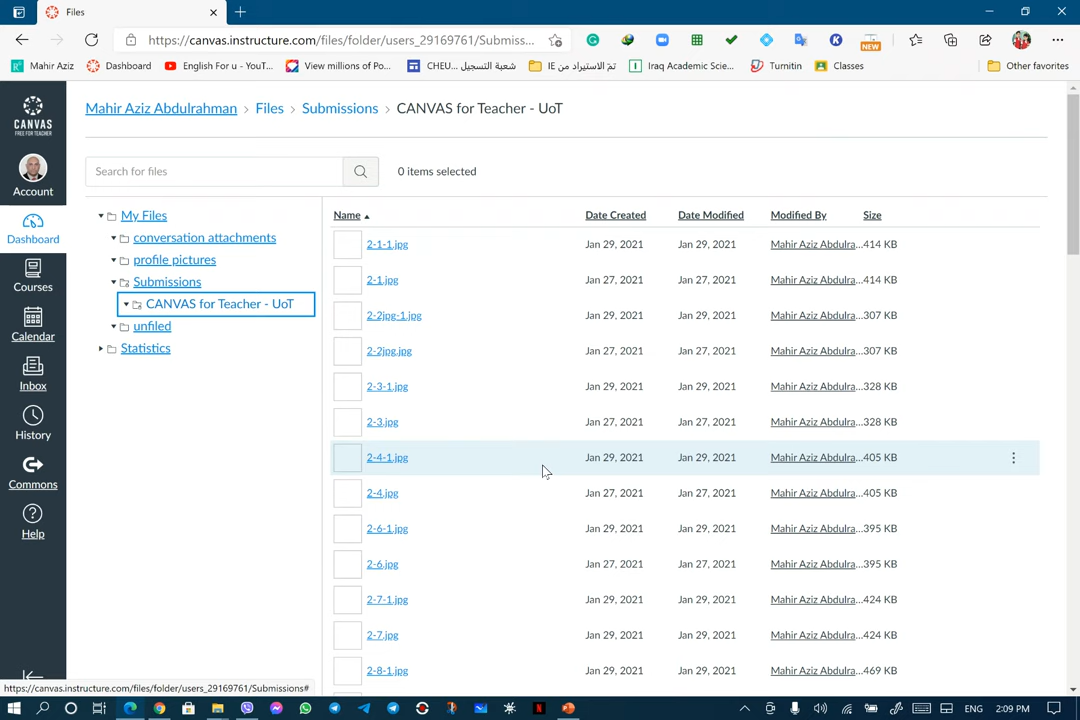 Files
https://canvas.instructure.com/files/folder/users_29169761/Submiss...
NEW
Mahir Aziz
Dashboard
English For u - YouT...
View millions of Po...
CHEU... شعبة التسجيل
IE تمّ الاستيراد من
Iraq Academic Scie...
Turnitin
Classes
Other favorites
CANVAS
FREE FOR TEACHER
Account
Dashboard
Courses
Calendar
Inbox
History
Commons
Help
Mahir Aziz Abdulrahman > Files > Submissions > CANVAS for Teacher - UoT
Search for files
0 items selected
My Files
conversation attachments
profile pictures
Submissions
CANVAS for Teacher - UoT
unfiled
Statistics
Name Date Created Date Modified Modified By Size
2-1-1.jpg Jan 29, 2021 Jan 29, 2021 Mahir Aziz Abdulra... 414 KB
2-1.jpg Jan 27, 2021 Jan 27, 2021 Mahir Aziz Abdulra... 414 KB
2-2jpg-1.jpg Jan 29, 2021 Jan 29, 2021 Mahir Aziz Abdulra... 307 KB
2-2jpg.jpg Jan 27, 2021 Jan 27, 2021 Mahir Aziz Abdulra... 307 KB
2-3-1.jpg Jan 29, 2021 Jan 29, 2021 Mahir Aziz Abdulra... 328 KB
2-3.jpg Jan 27, 2021 Jan 27, 2021 Mahir Aziz Abdulra... 328 KB
2-4-1.jpg Jan 29, 2021 Jan 29, 2021 Mahir Aziz Abdulra... 405 KB
2-4.jpg Jan 27, 2021 Jan 27, 2021 Mahir Aziz Abdulra... 405 KB
2-6-1.jpg Jan 29, 2021 Jan 29, 2021 Mahir Aziz Abdulra... 395 KB
2-6.jpg Jan 27, 2021 Jan 27, 2021 Mahir Aziz Abdulra... 395 KB
2-7-1.jpg Jan 29, 2021 Jan 29, 2021 Mahir Aziz Abdulra... 424 KB
2-7.jpg Jan 27, 2021 Jan 27, 2021 Mahir Aziz Abdulra... 424 KB
2-8-1.jpg Jan 29, 2021 Jan 29, 2021 Mahir Aziz Abdulra... 469 KB
https://canvas.instructure.com/files/folder/users_29169761/Submissions#
ENG 2:09 PM